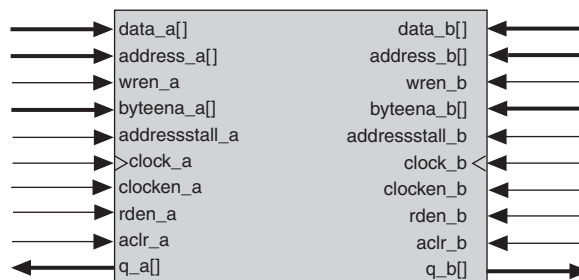 data_a[] data_b[]
address_a[] address_b[]
wren_a wren_b
byteena_a[] byteena_b[]
addressstall_a addressstall_b
clock_a clock_b
clocken_a clocken_b
rden_a rden_b
aclr_a aclr_b
q_a[] q_b[]